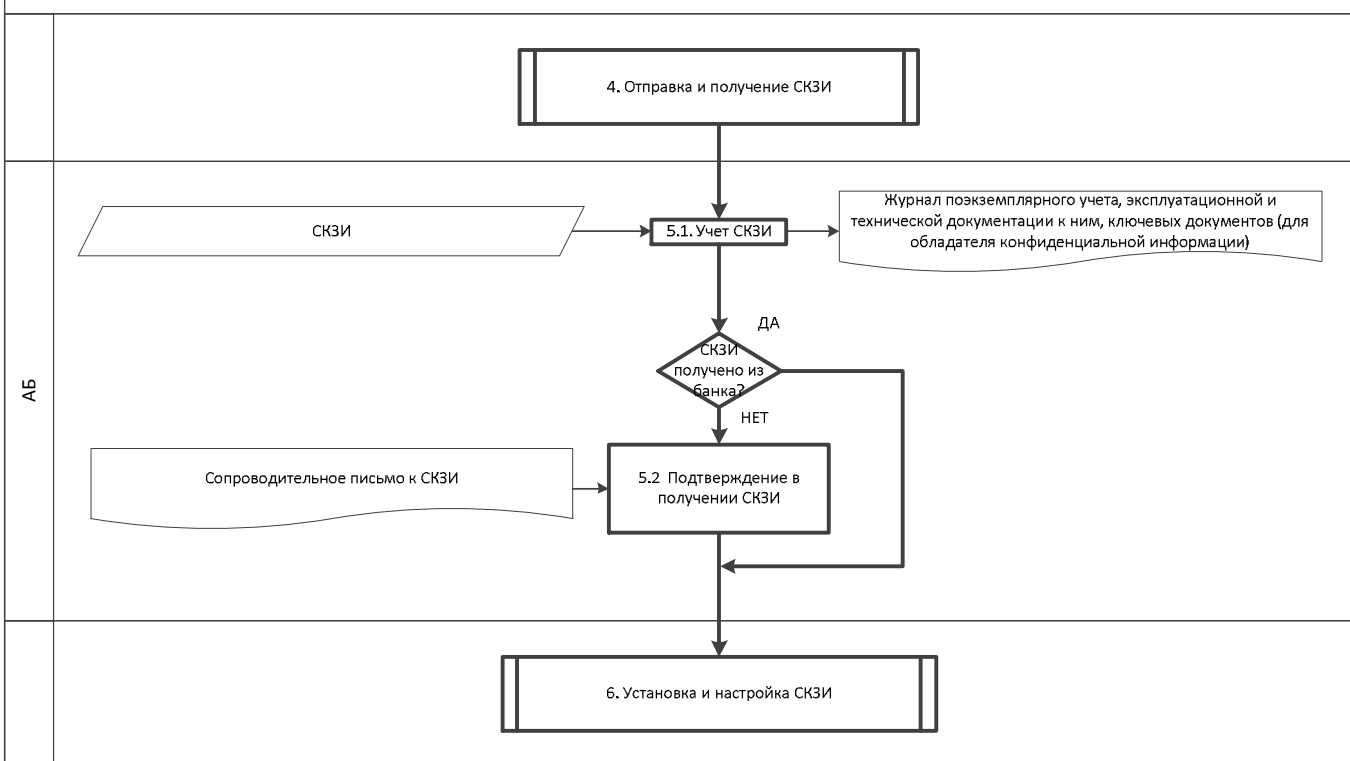 4. Отправка и получение СКЗИ
СКЗИ
5.1. Учет СКЗИ
Журнал поэкземплярного учета, эксплуатационной и
технической документации к ним, ключевых документов (для
обладателя конфиденциальной информации)
ДА
СКЗИ
получено из
банка?
АБ
НЕТ
Сопроводительное письмо к СКЗИ
5.2 Подтверждение в
получении СКЗИ
6. Установка и настройка СКЗИ